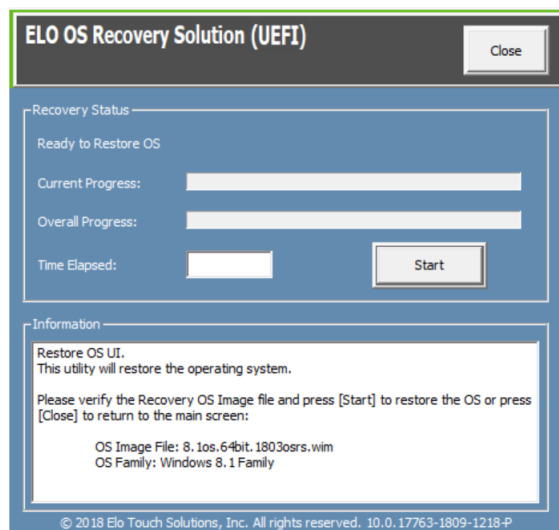 ELO OS Recovery Solution (UEFI)
Close
Recovery Status
Ready to Restore OS
Current Progress:
Overall Progress:
Time Elapsed:
Start
Information
Restore OS UI.
This utility will restore the operating system.
Please verify the Recovery OS Image file and press [Start] to restore the OS or press
[Close] to return to the main screen:
OS Image File: 8.1os.64bit.1803osrs.wim
OS Family: Windows 8.1 Family
© 2018 Elo Touch Solutions, Inc. All rights reserved. 10.0.17763-1809-1218-P